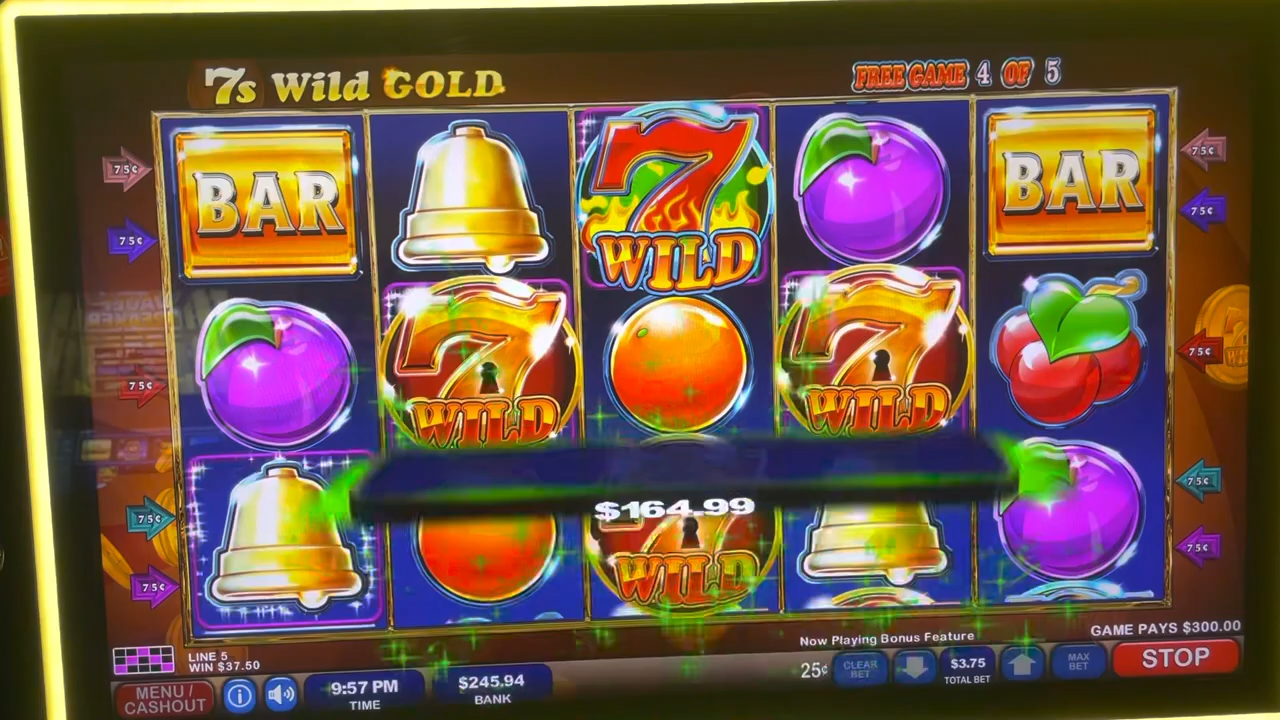 7s Wild GOLD
FREE GAME 4 OF 5
BAR
7
WILD
BAR
75¢
75¢
75¢
75¢
7
WILD
7
WILD
75¢
75¢
$164.99
WILD
75¢
75¢
75¢
75¢
Now Playing Bonus Feature
GAME PAYS $300.00
LINE 5
WIN $37.50
MENU / CASHOUT
9:57 PM
TIME
$245.94
BANK
25¢
CLEAR BET
$3.75
TOTAL BET
MAX BET
STOP